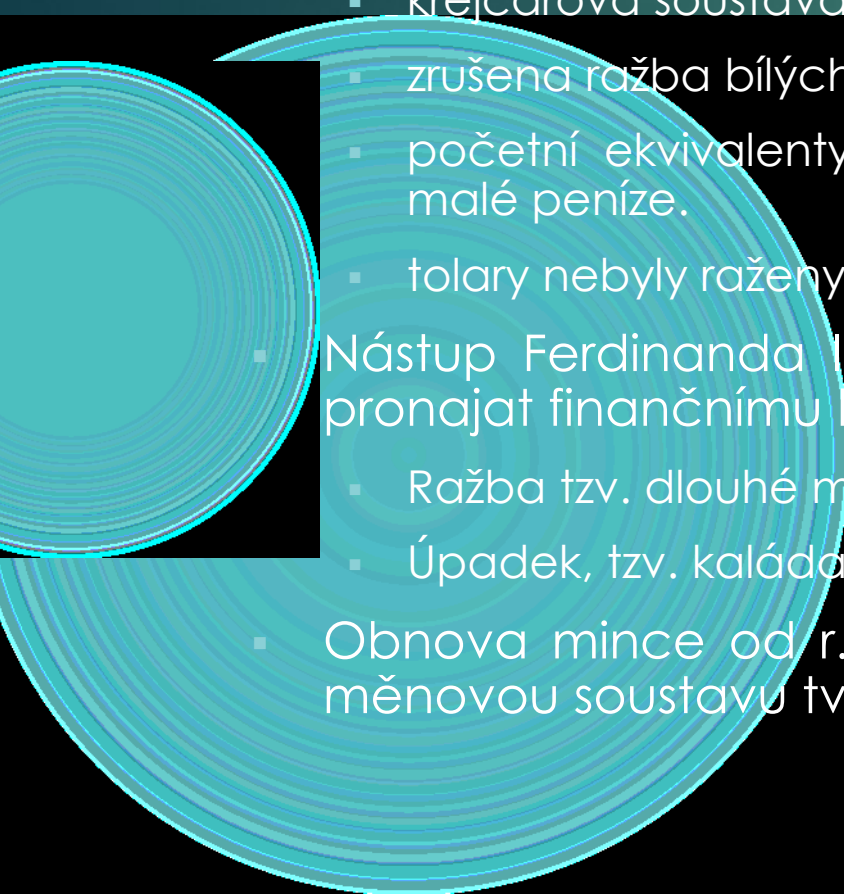 krejcarová soustava
zrušena ražba bílých
početní ekvivalenty
malé peníze.
tolary nebyly raženy
Nástup Ferdinanda
pronajat finančnímu
Ražba tzv. dlouhé
Úpadek, tzv. kaláda
Obnova mince od r.
měnovou soustavu